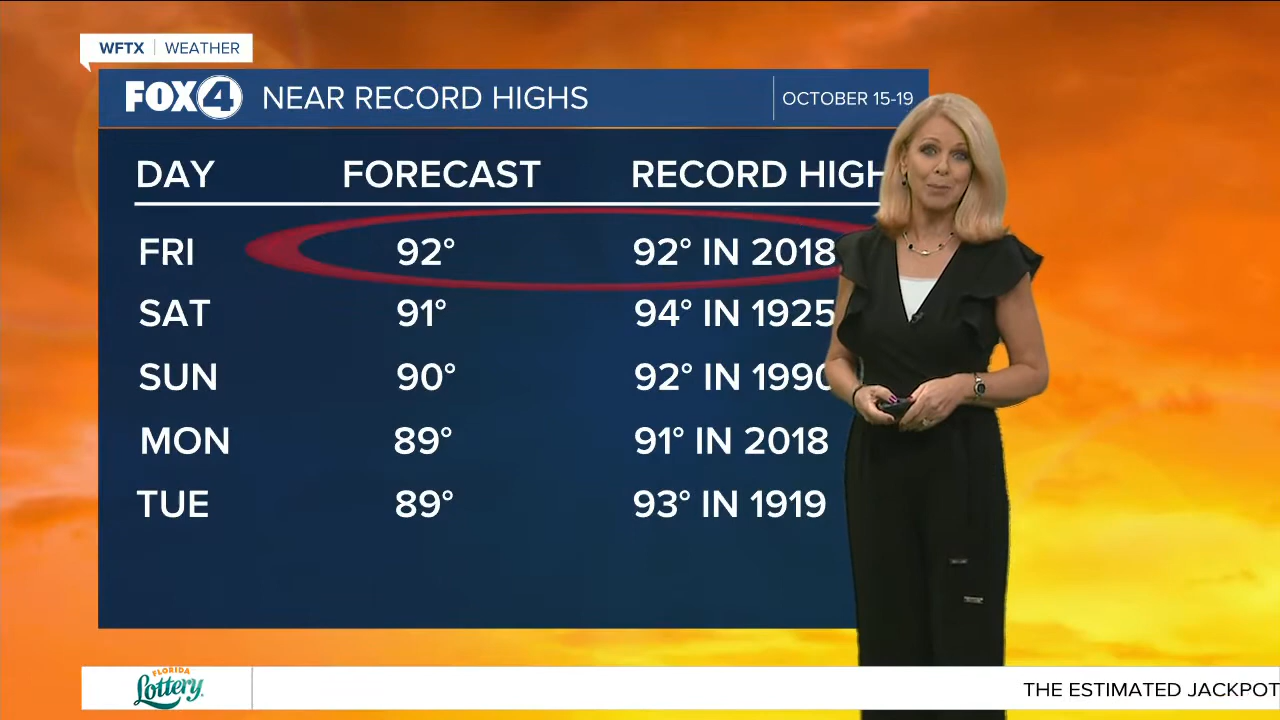 WFTX | WEATHER
FOX 4 NEAR RECORD HIGHS OCTOBER 15-19
DAY FORECAST RECORD HIGH
FRI 92° 92° IN 2018
SAT 91° 94° IN 1925
SUN 90° 92° IN 1990
MON 89° 91° IN 2018
TUE 89° 93° IN 1919
FLORIDA
Lottery THE ESTIMATED JACKPOT